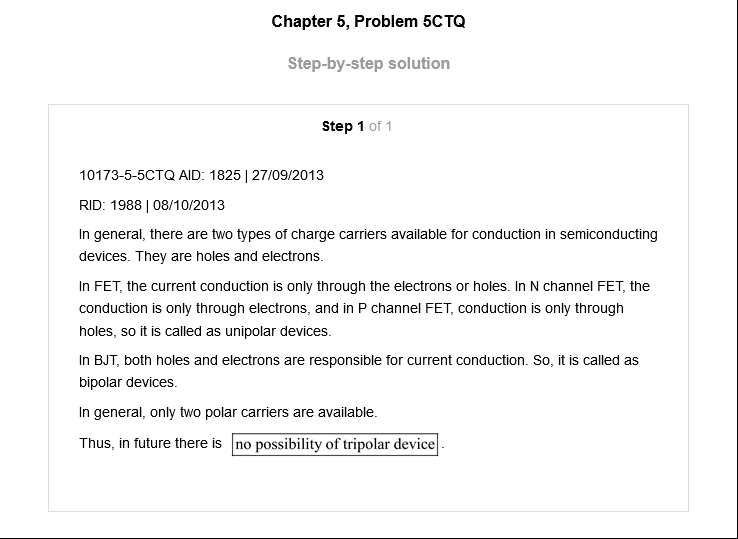 Chapter 5, Problem 5CTQ
Step-by-step solution
Step 1 of 1
10173-5-5CTQ AID: 1825 | 27/09/2013
RID: 1988 | 08/10/2013
In general, there are two types of charge carriers available for conduction in semiconducting
devices. They are holes and electrons.
In FET, the current conduction is only through the electrons or holes. In N channel FET, the
conduction is only through electrons, and in P channel FET, conduction is only through
holes, so it is called as unipolar devices.
In BJT, both holes and electrons are responsible for current conduction. So, it is called as
bipolar devices.
In general, only two polar carriers are available.
Thus, in future there is no possibility of tripolar device.